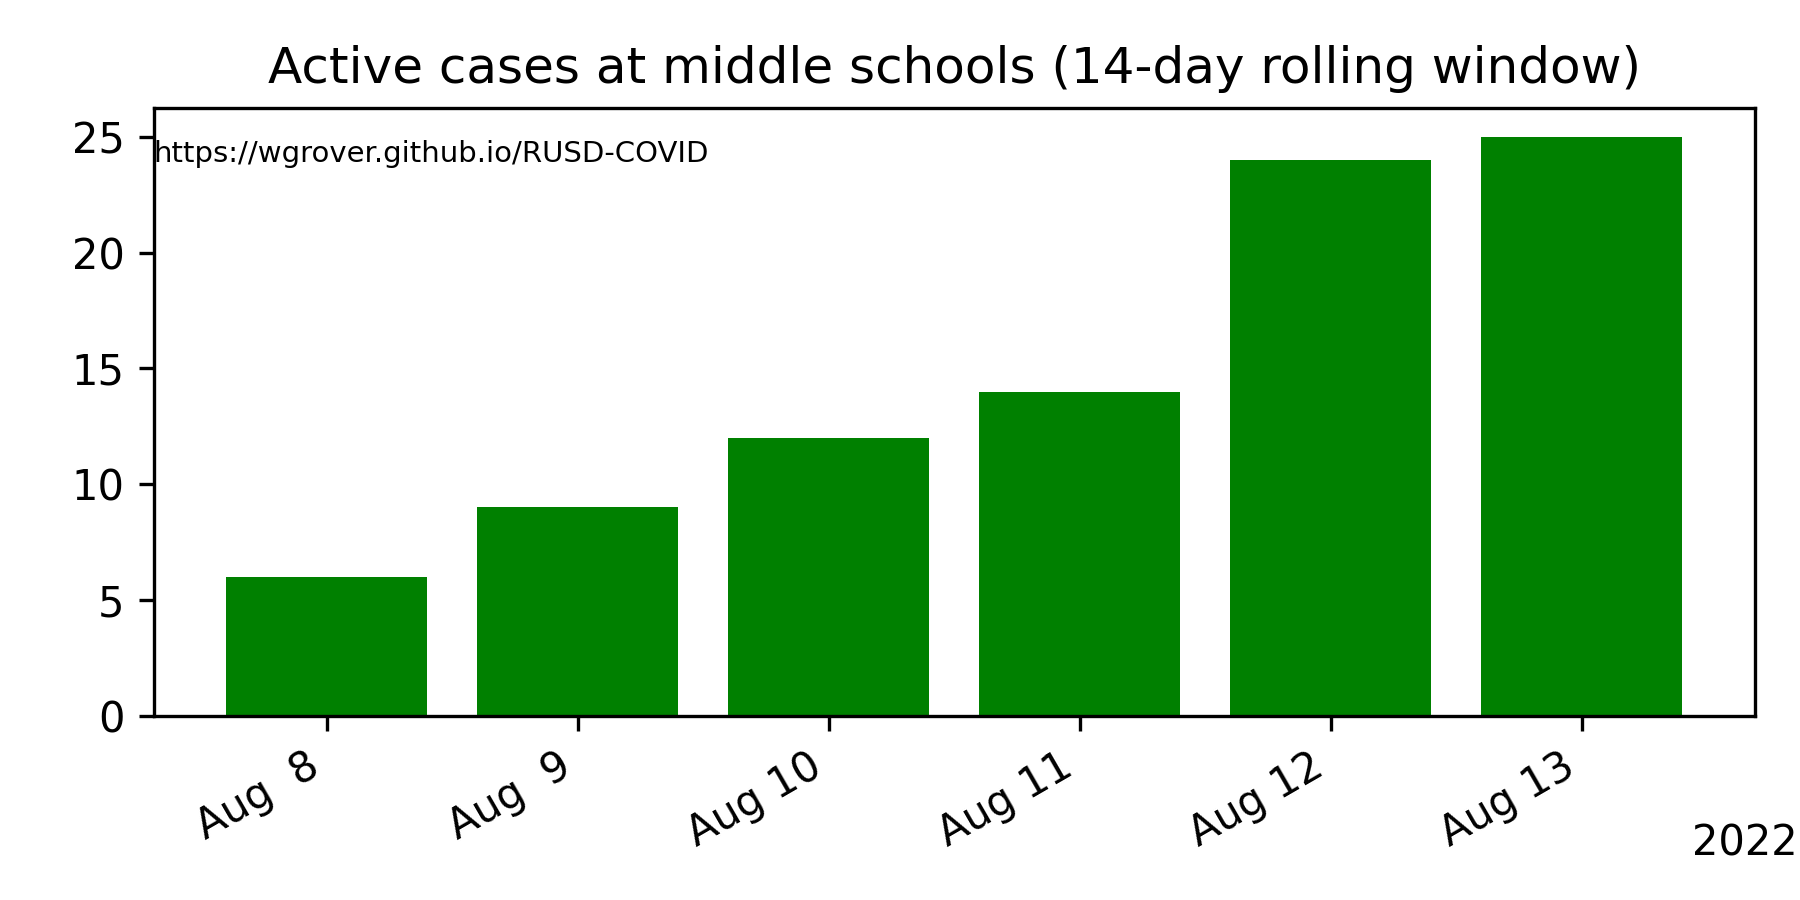 Active cases at middle schools (14-day rolling window)
https://wgrover.github.io/RUSD-COVID
25
20
15
10
5
0
Aug 8
Aug 9
Aug 10
Aug 11
Aug 12
Aug 13
2022